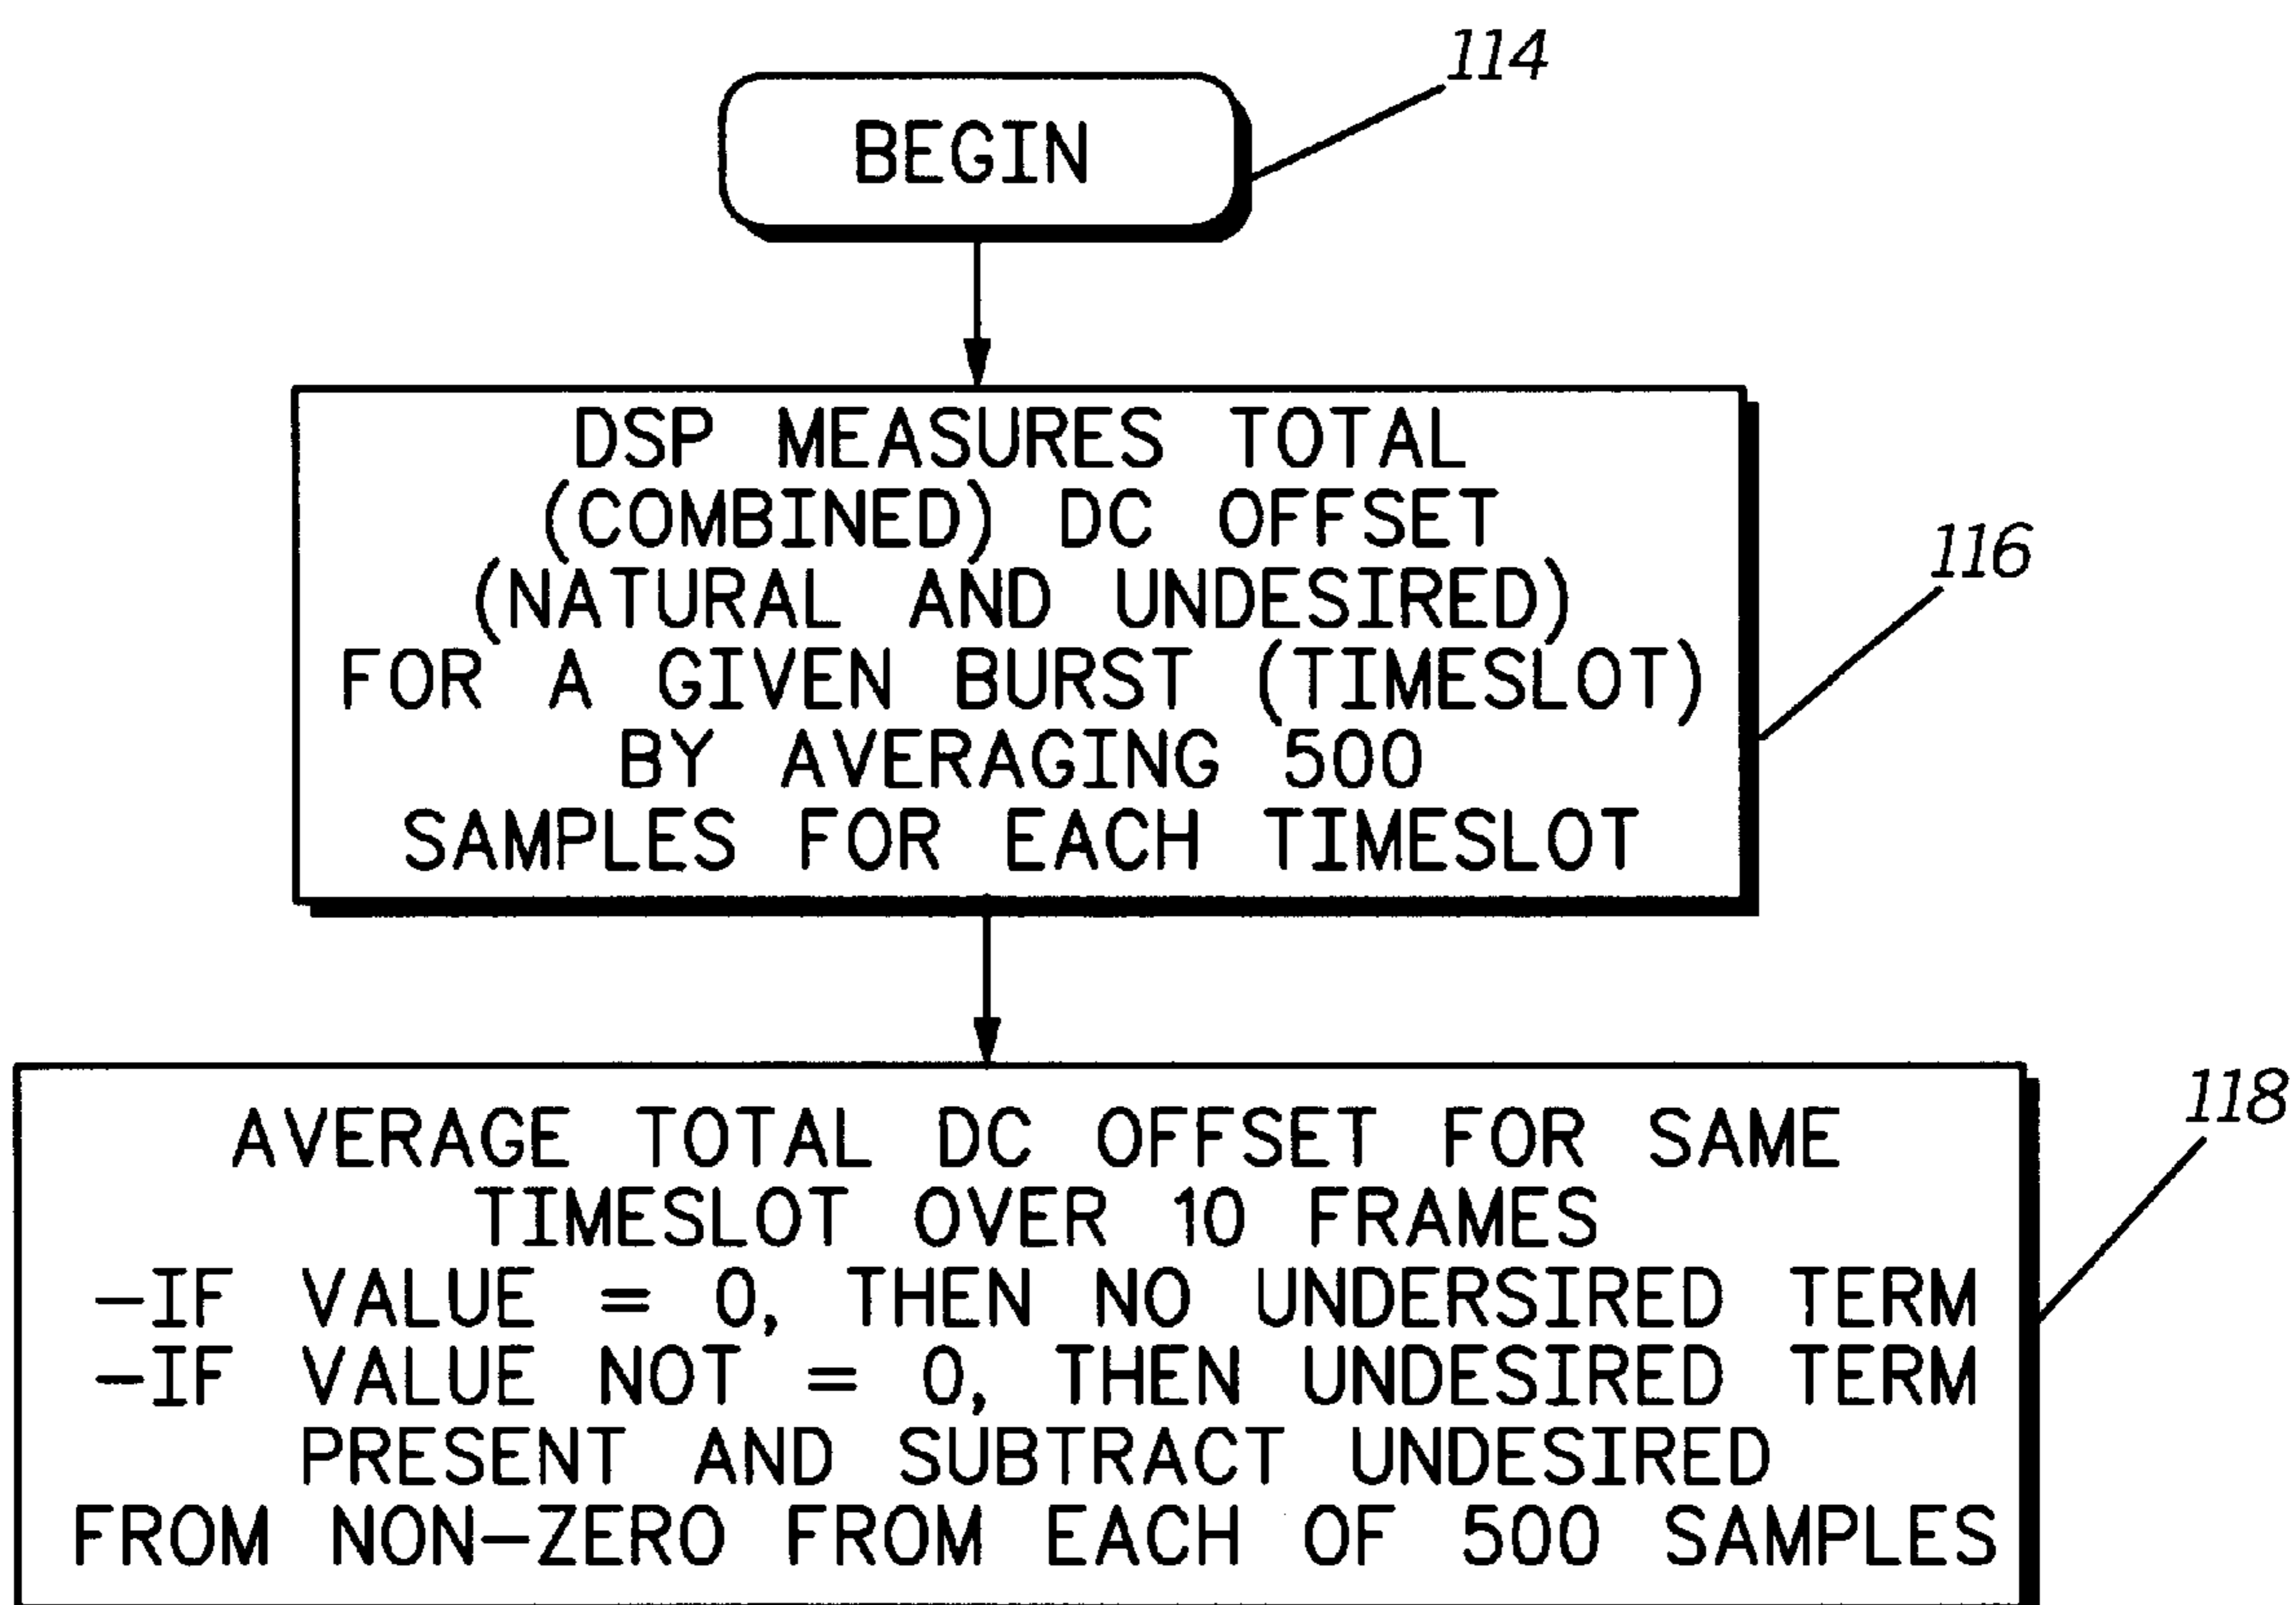 114
BEGIN
DSP MEASURES TOTAL
(COMBINED) DC OFFSET
(NATURAL AND UNDESIRED)
FOR A GIVEN BURST (TIMESLOT)
BY AVERAGING 500
SAMPLES FOR EACH TIMESLOT
116
AVERAGE TOTAL DC OFFSET FOR SAME
TIMESLOT OVER 10 FRAMES
-IF VALUE = 0, THEN NO UNDERSIRED TERM
-IF VALUE NOT = 0, THEN UNDESIRED TERM
PRESENT AND SUBTRACT UNDESIRED
FROM NON-ZERO FROM EACH OF 500 SAMPLES
118